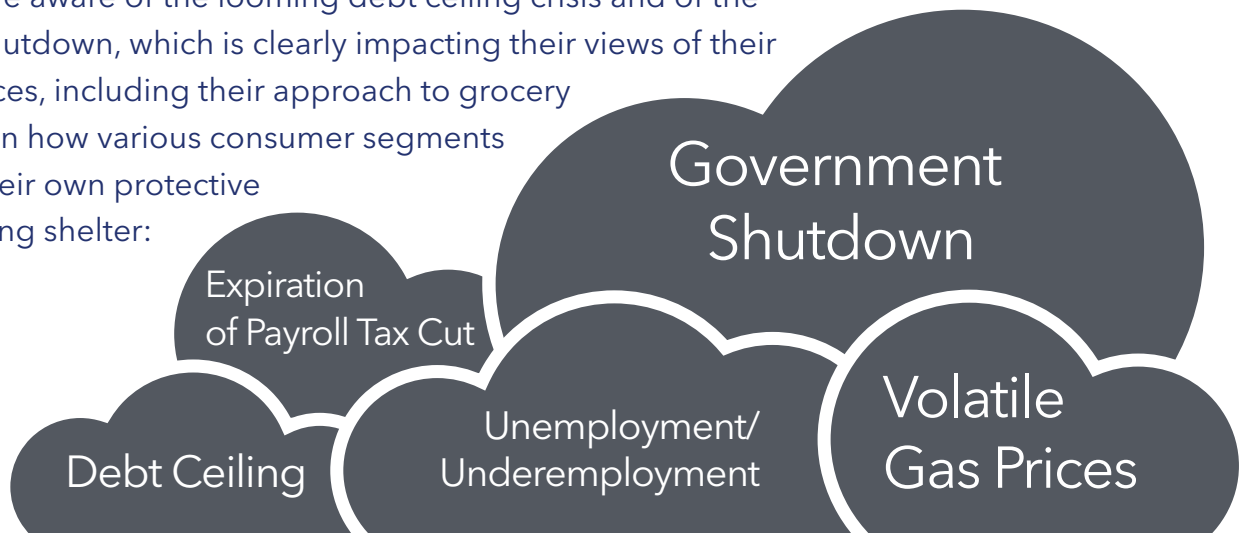 e aware of the looming debt ceiling crisis and of the
utdown, which is clearly impacting their views of their
ces, including their approach to grocery
n how various consumer segments
eir own protective
ng shelter:
Government
Shutdown
Expiration
of Payroll Tax Cut
Volatile
Gas Prices
Unemployment/
Underemployment
Debt Ceiling